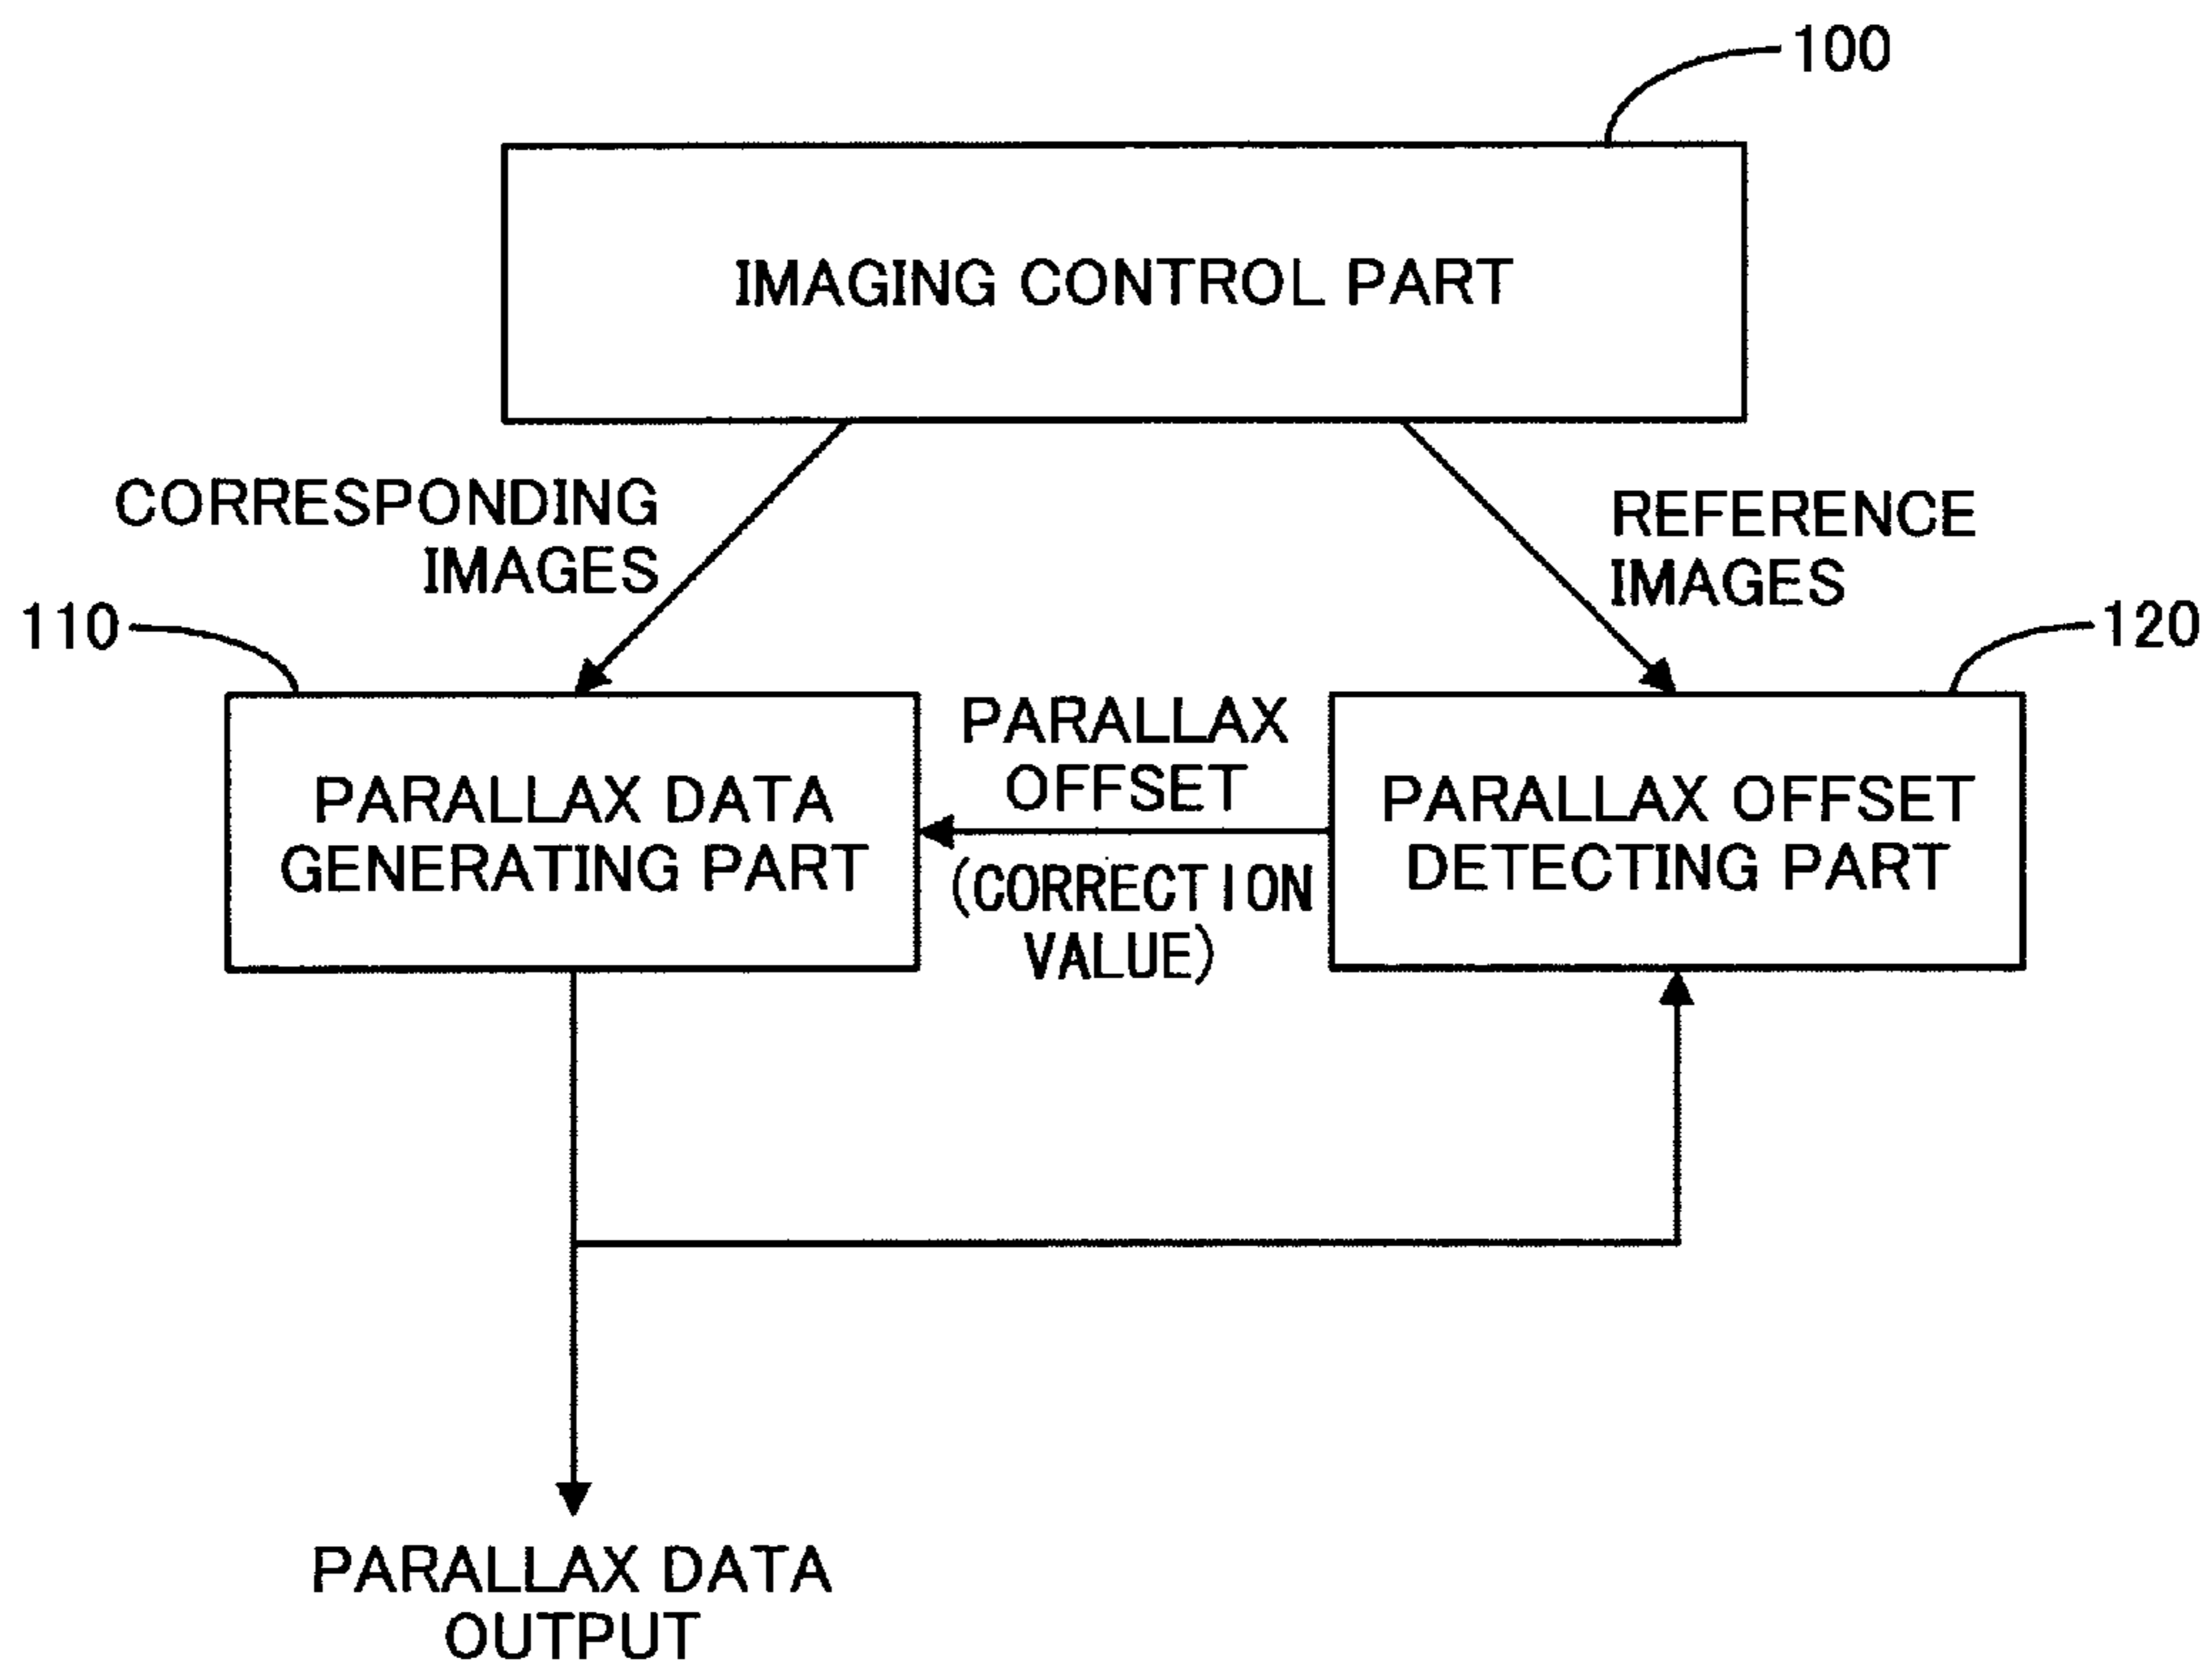 100
IMAGING CONTROL PART
CORRESPONDING
IMAGES
REFERENCE
IMAGES
110
120
PARALLAX DATA
GENERATING PART
PARALLAX
OFFSET
(CORRECTION
VALUE)
PARALLAX OFFSET
DETECTING PART
PARALLAX DATA
OUTPUT